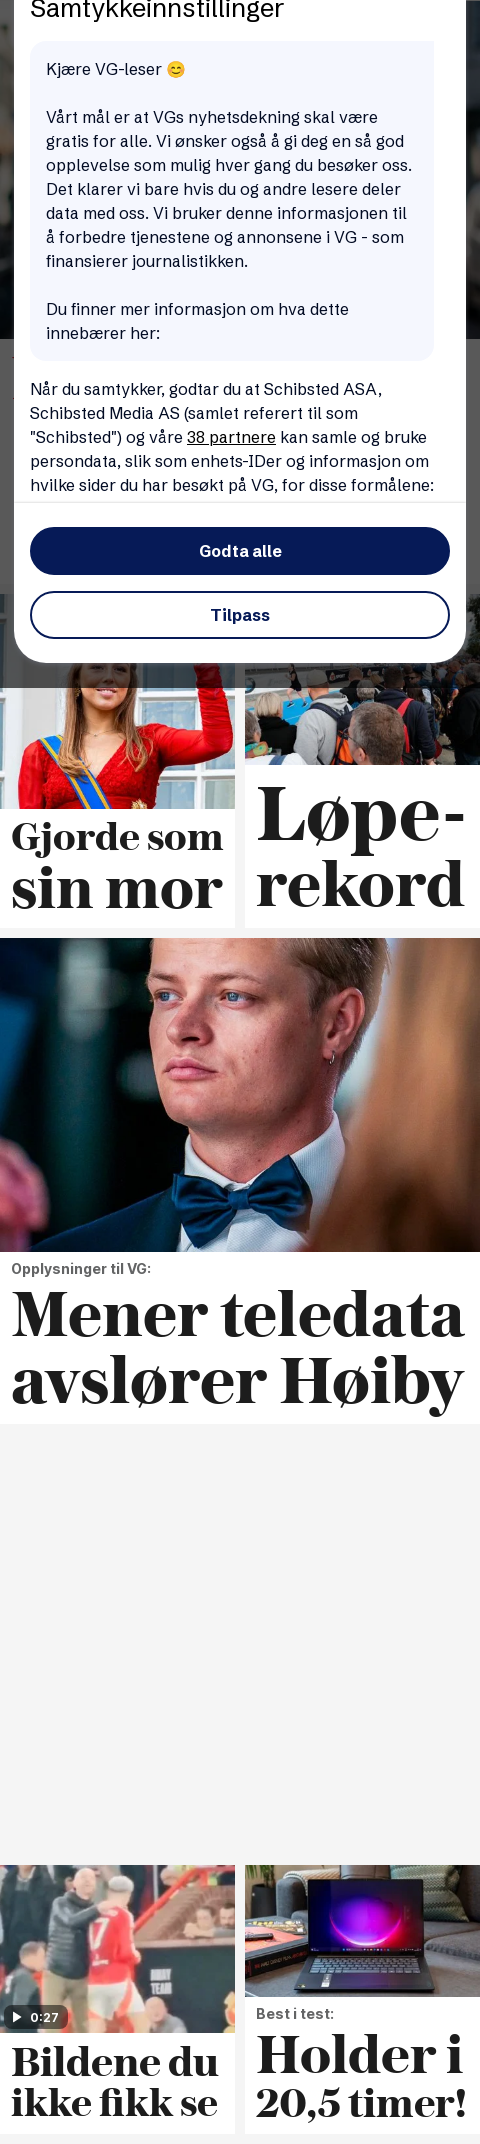 Samtykkeinnstillinger
Kjære VG-leser 😊
Vårt mål er at VGs nyhetsdekning skal være
gratis for alle. Vi ønsker også å gi deg en så god
opplevelse som mulig hver gang du besøker oss.
Det klarer vi bare hvis du og andre lesere deler
data med oss. Vi bruker denne informasjonen til
å forbedre tjenestene og annonsene i VG - som
finansierer journalistikken.
Du finner mer informasjon om hva dette
innebærer her:
Når du samtykker, godtar du at Schibsted ASA,
Schibsted Media AS (samlet referert til som
"Schibsted") og våre 38 partnere kan samle og bruke
persondata, slik som enhets-IDer og informasjon om
hvilke sider du har besøkt på VG, for disse formålene:
Godta alle
Tilpass
Gjorde som
sin mor
Løpe-
rekord
Opplysninger til VG:
Mener teledata
avslører Høiby
17
0:27
Bildene du
ikke fikk se
Best i test:
Holder i
20,5 timer!